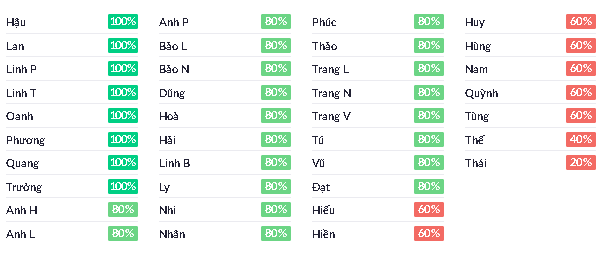 Hậu 100%
Lan 100%
Linh P 100%
Linh T 100%
Oanh 100%
Phương 100%
Quang 100%
Trường 100%
Anh H 80%
Anh L 80%
Anh P 80%
Bảo L 80%
Bảo N 80%
Dũng 80%
Hoà 80%
Hải 80%
Linh B 80%
Ly 80%
Nhi 80%
Nhân 80%
Phúc 80%
Thảo 80%
Trang L 80%
Trang N 80%
Trang V 80%
Tú 80%
Vũ 80%
Đạt 80%
Hiếu 60%
Hiền 60%
Huy 60%
Hùng 60%
Nam 60%
Quỳnh 60%
Tùng 60%
Thế 40%
Thái 20%